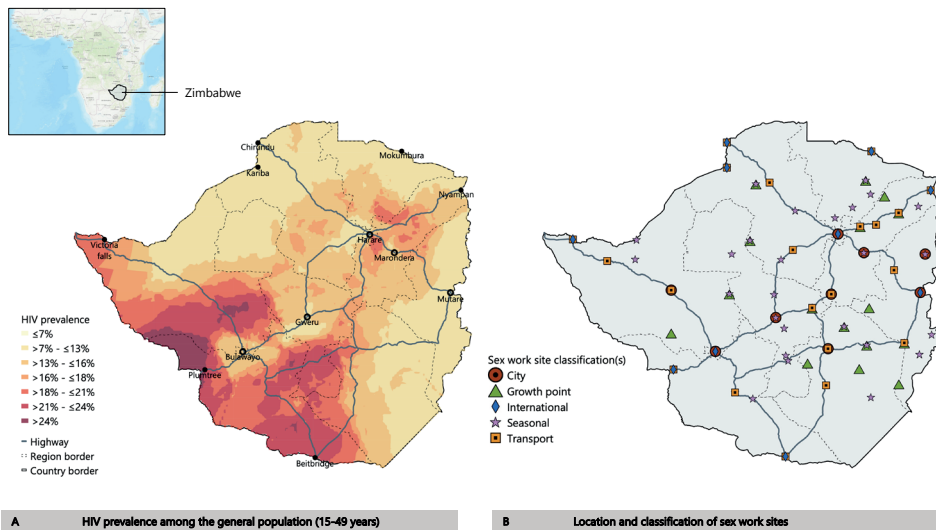 Zimbabwe
Chirundu
Kariba
Mokumbura
Nyampan
Victoria
falls
Harare
Marondera
Mutare
Gweru
Bulawayo
Plumtree
Beitbridge
HIV prevalence
≤7%
>7% - ≤13%
>13% - ≤16%
>16% - ≤18%
>18% - ≤21%
>21% - ≤24%
>24%
Highway
Region border
Country border
Sex work site classification(s)
City
Growth point
International
Seasonal
Transport
A HIV prevalence among the general population (15-49 years)
B Location and classification of sex work sites